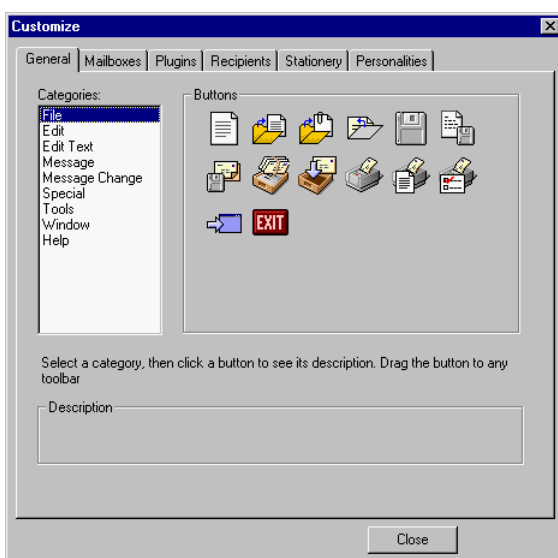 Customize
General Mailboxes Plugins Recipients Stationery Personalities
Categories:
File
Edit
Edit Text
Message
Message Change
Special
Tools
Window
Help
Buttons
EXIT
Select a category, then click a button to see its description. Drag the button to any
toolbar
Description
Close